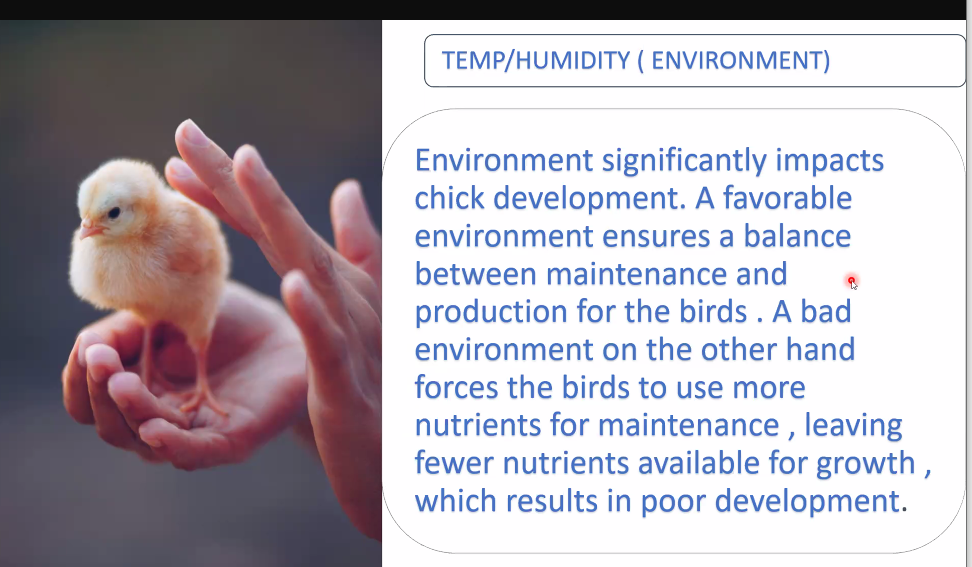 TEMP/HUMIDITY ( ENVIRONMENT)
Environment significantly impacts
chick development. A favorable
environment ensures a balance
between maintenance and
production for the birds . A bad
environment on the other hand
forces the birds to use more
nutrients for maintenance , leaving
fewer nutrients available for growth ,
which results in poor development.